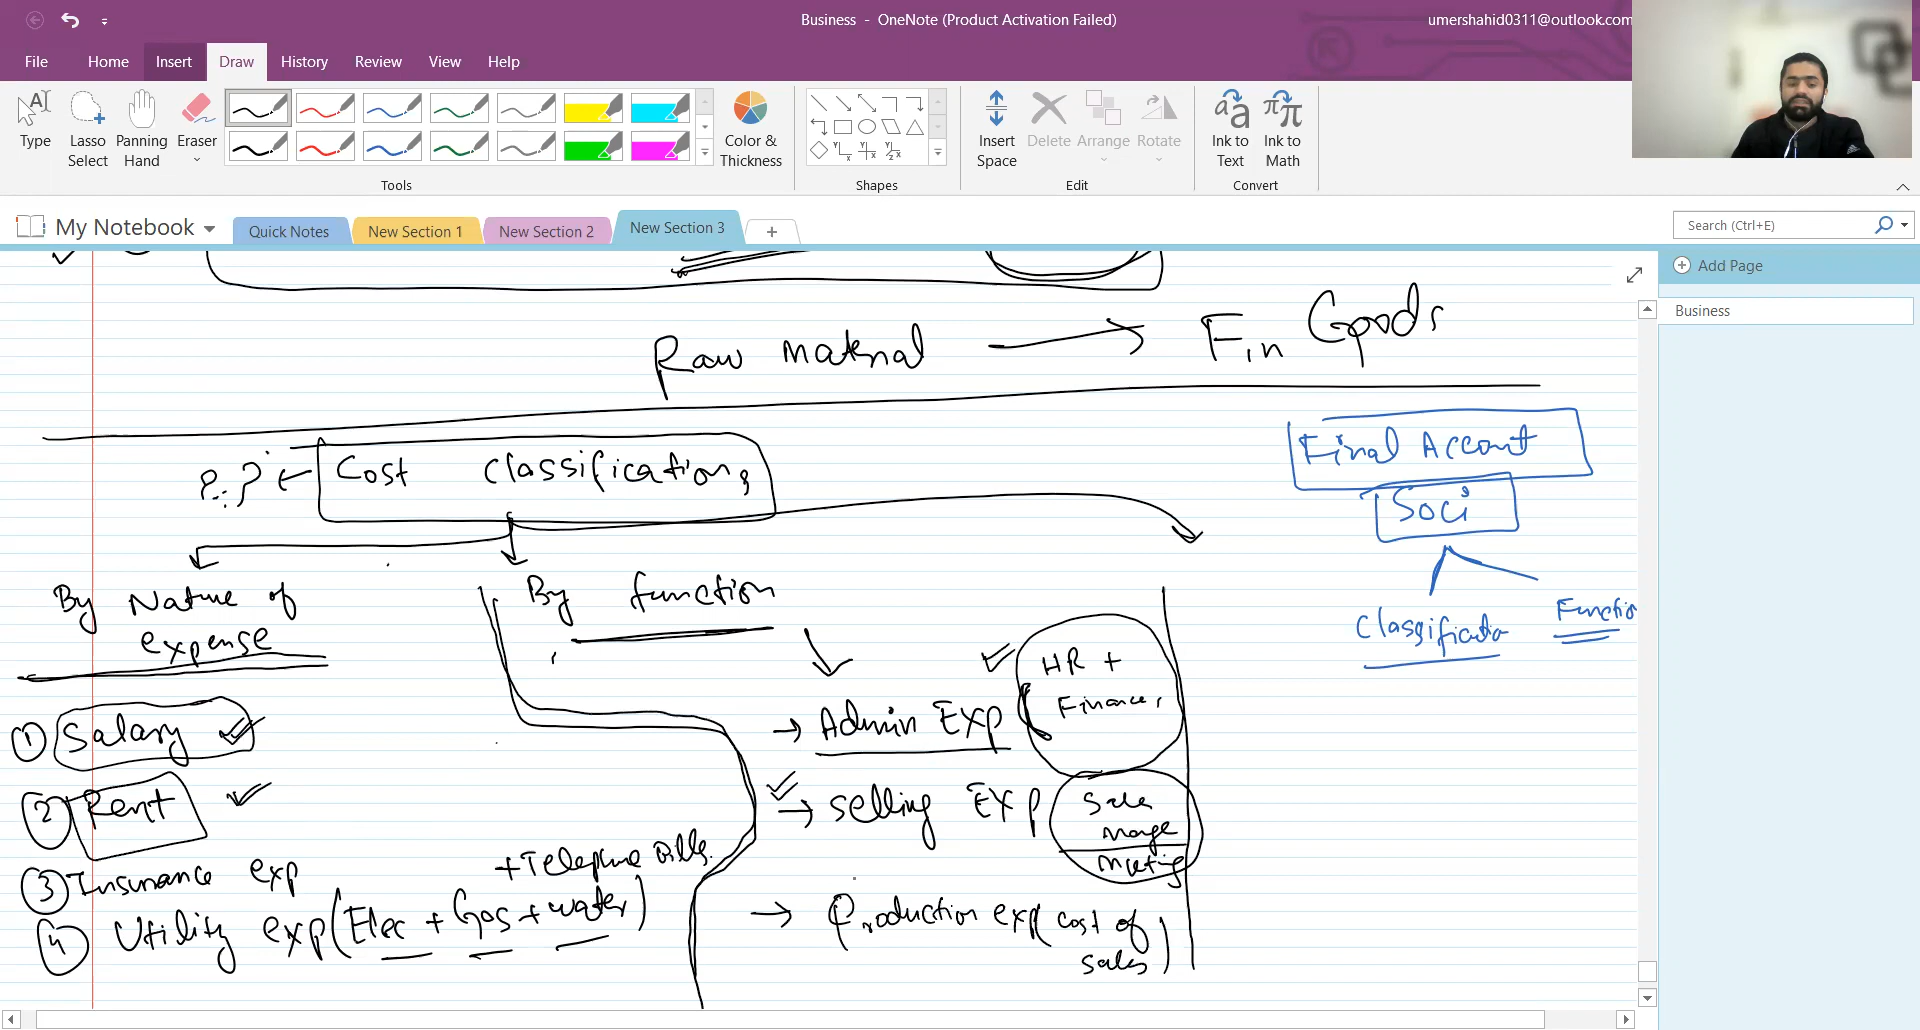 Business - OneNote (Product Activation Failed)
umershahid0311@outlook.com
File Home Insert Draw History Review View Help
Type
Lasso Select
Panning Hand
Eraser
Color & Thickness
Insert Space
Delete
Arrange
Rotate
Ink to Text
Ink to Math
Tools
Shapes
Edit
Convert
My Notebook
Quick Notes
New Section 1
New Section 2
New Section 3
Search (Ctrl+E)
Add Page
Business
Raw Material → Fin Goods
Final Account
SOCI
Classificatio
Functio
??? ← Cost Classifications
By Nature of
expense
① Salary
② Rent
③ Insurance exp
④ Utility exp (Elec + Gas + water)
+ Telephone Bills.
By function
→ Admin EXP
HR +
Finance,
→ Selling EXP
Sales
→ Production exp (cost of
sales)